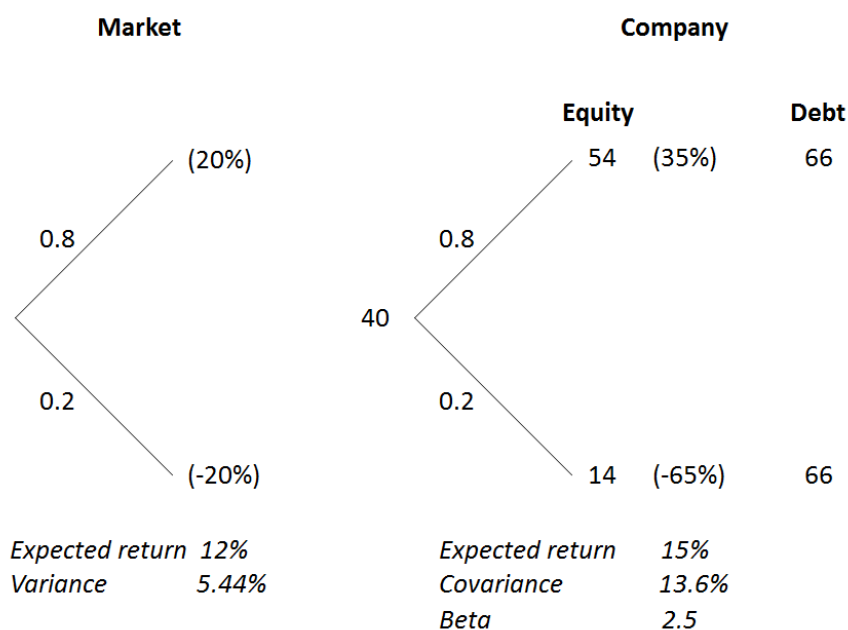 Market Company
Equity Debt
(20%) 54 (35%) 66
0.8 0.8
40
0.2 0.2
(-20%) 14 (-65%) 66
Expected return 12% Expected return 15%
Variance 5.44% Covariance 13.6%
Beta 2.5